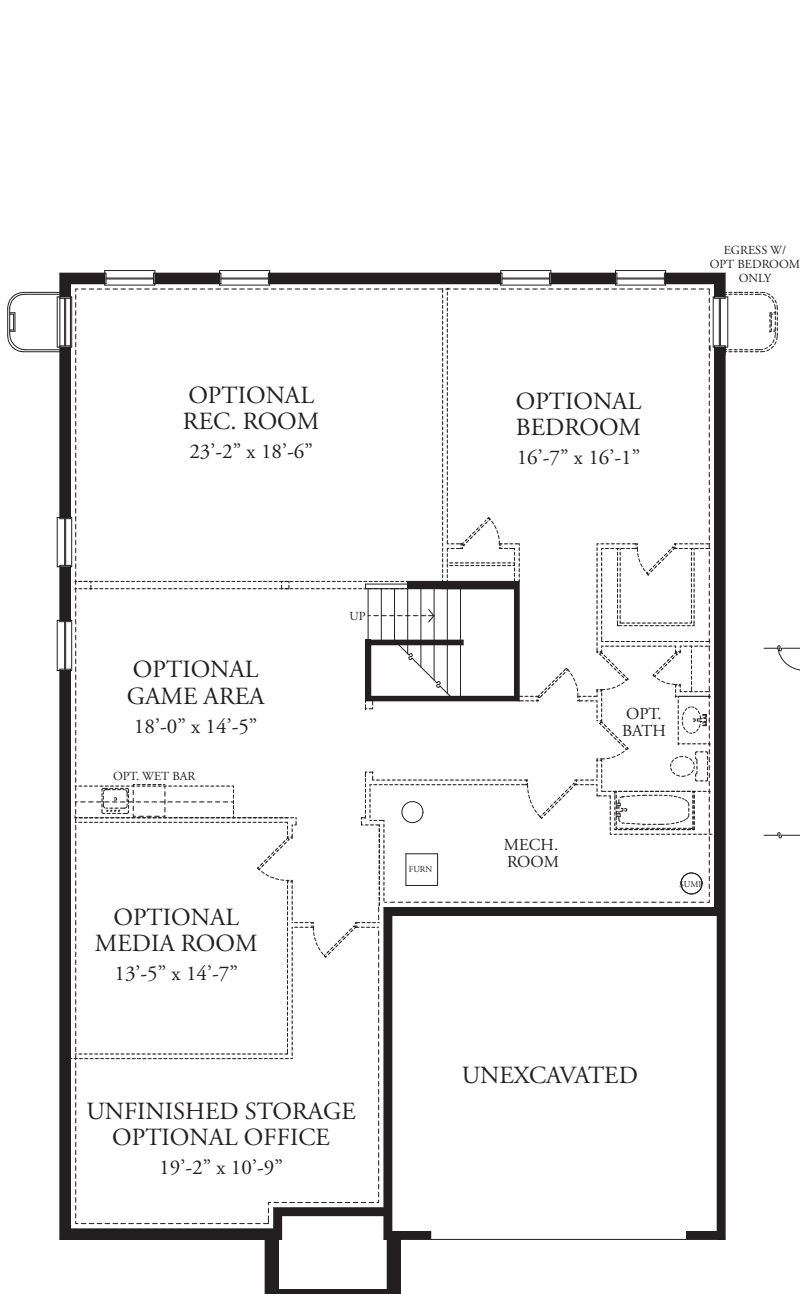 EGRESS W/
OPT BEDROOM
ONLY
OPTIONAL
REC. ROOM
23’-2” x 18’-6”
OPTIONAL
BEDROOM
16’-7” x 16’-1”
UP
OPTIONAL
GAME AREA
18’-0” x 14’-5”
OPT.
BATH
OPT. WET BAR
MECH.
ROOM
FURN
SUMP
OPTIONAL
MEDIA ROOM
13’-5” x 14’-7”
UNEXCAVATED
UNFINISHED STORAGE
OPTIONAL OFFICE
19’-2” x 10’-9”